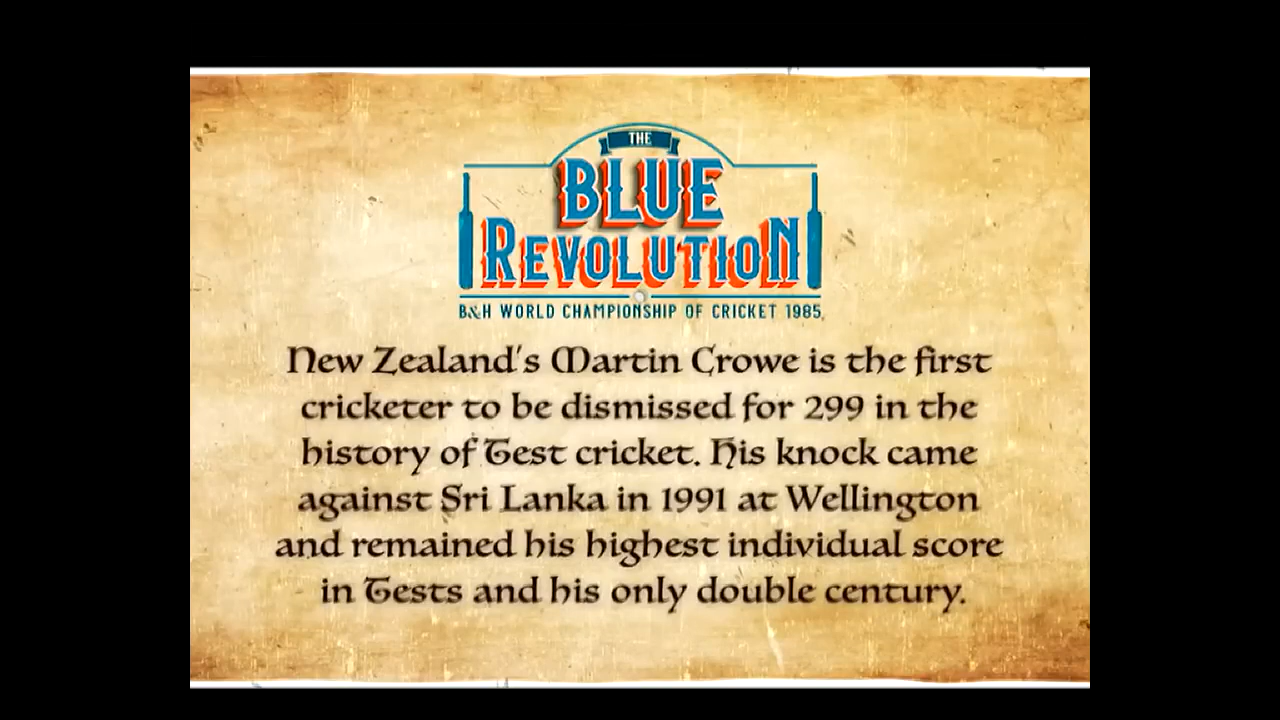 THE
BLUE
REVOLUTION
B&H WORLD CHAMPIONSHIP OF CRICKET 1985
New Zealand's Martin Crowe is the first
cricketer to be dismissed for 299 in the
history of Test cricket. His knock came
against Sri Lanka in 1991 at Wellington
and remained his highest individual score
in Tests and his only double century.